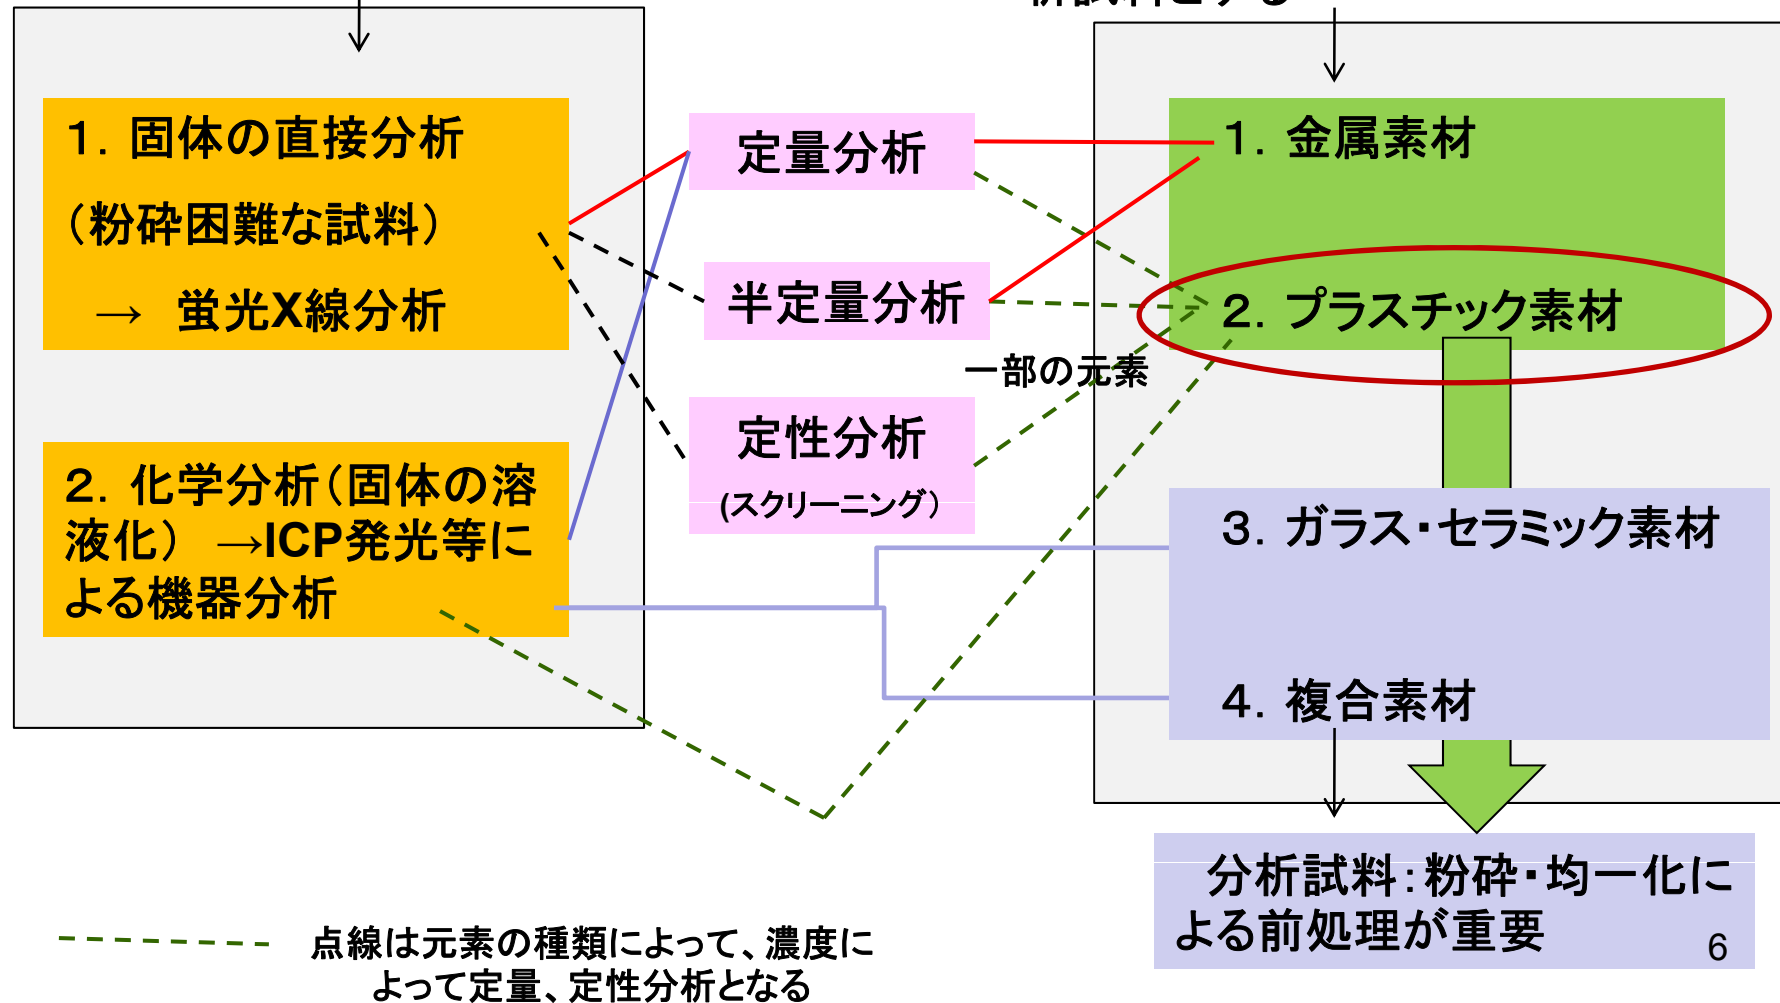 析試料とする
1. 固体の直接分析
（粉砕困難な試料）
→ 蛍光X線分析
2. 化学分析（固体の溶
液化） →ICP発光等に
よる機器分析
定量分析
半定量分析
一部の元素
定性分析
(スクリーニング）
1. 金属素材
2. プラスチック素材
3. ガラス・セラミック素材
4. 複合素材
分析試料：粉砕・均一化に
よる前処理が重要
6
点線は元素の種類によって、濃度に
よって定量、定性分析となる